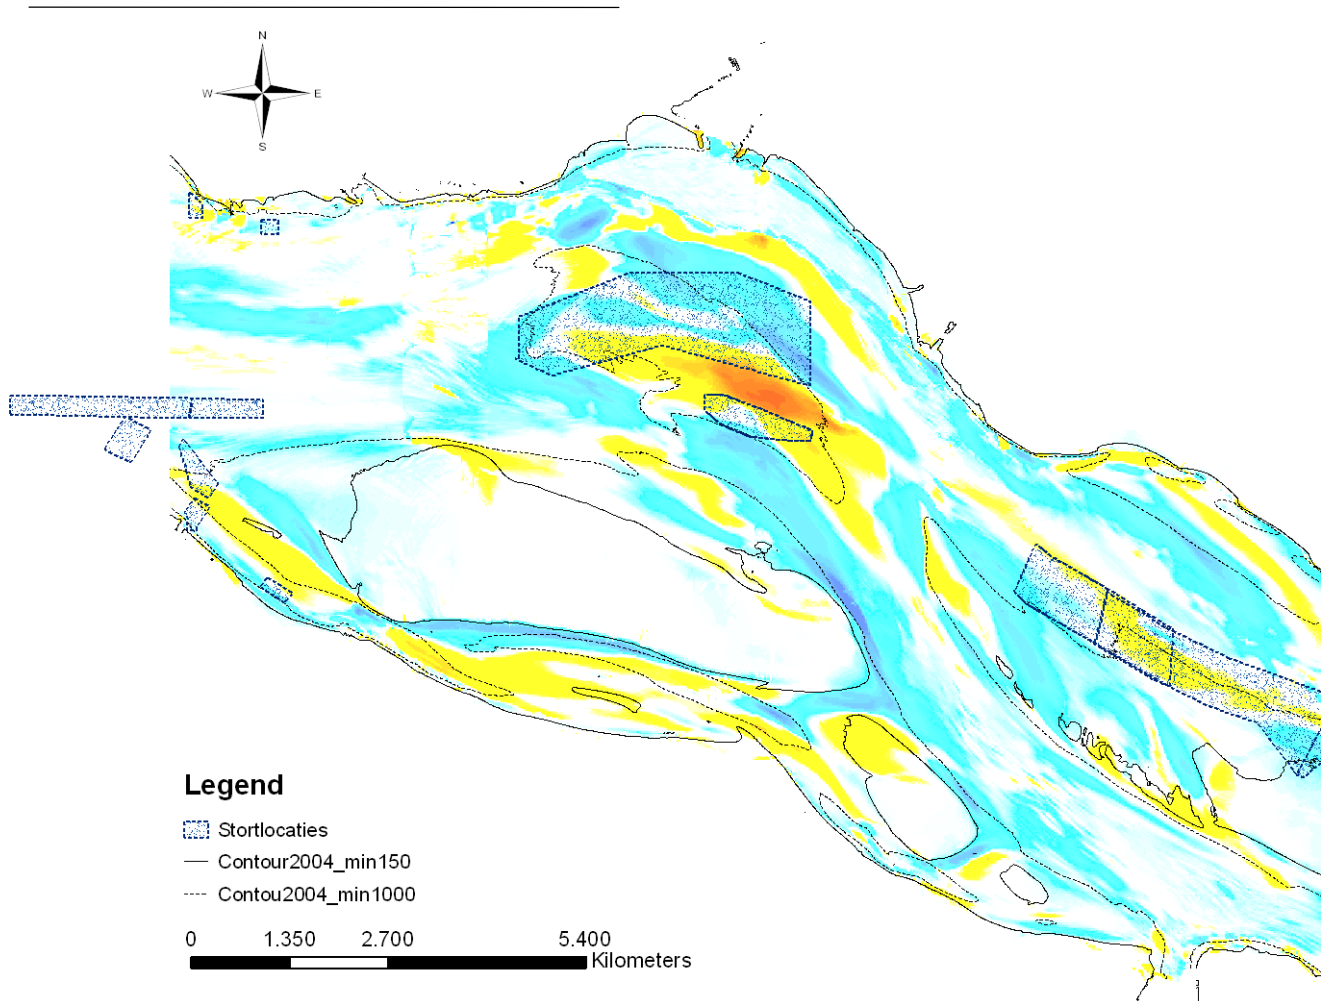 N
W E
S
Legend
Stortlocaties
Contour2004_min150
Contou2004_min1000
0 1.350 2.700 5.400
Kilometers